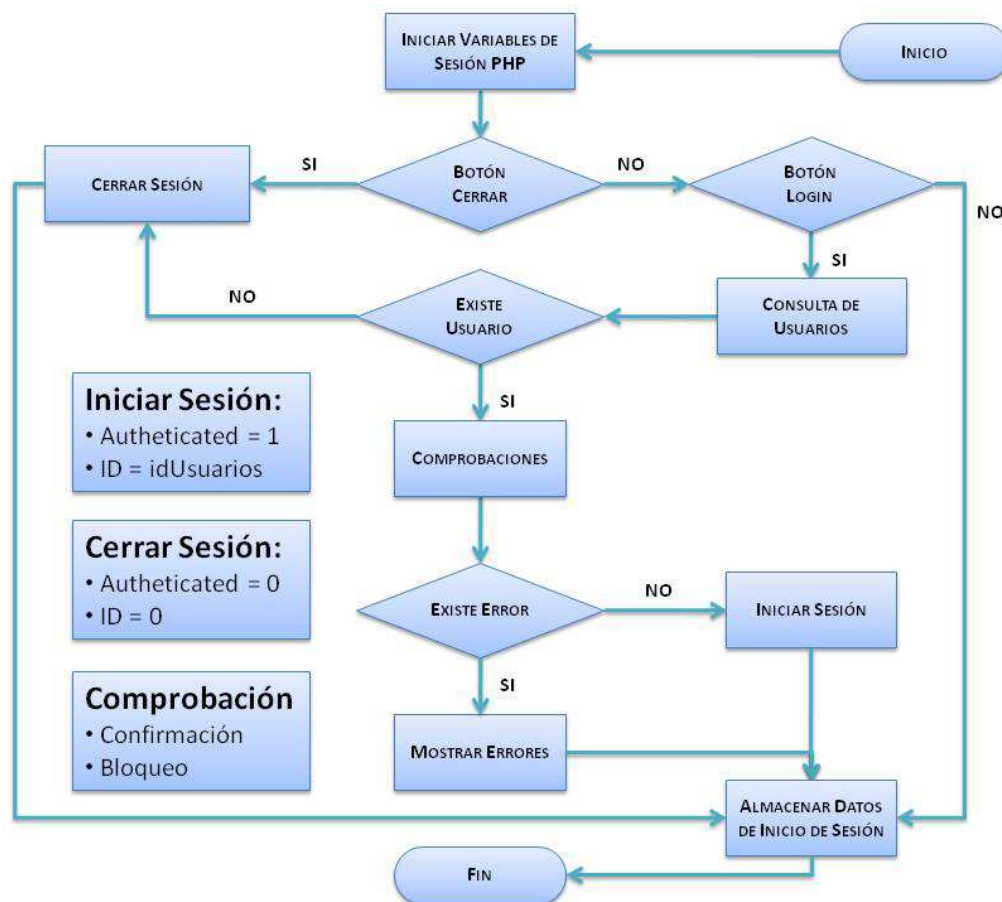 INICIAR VARIABLES DE
SESIÓN PHP
INICIO
SI
BOTÓN
CERRAR
NO
BOTÓN
LOGIN
CERRAR SESIÓN
NO
SI
NO
EXISTE
USUARIO
CONSULTA DE
USUARIOS
SI
Iniciar Sesión:
• Autheticated = 1
• ID = idUsuarios
COMPROBACIONES
Cerrar Sesión:
• Autheticated = 0
• ID = 0
EXISTE ERROR
NO
INICIAR SESIÓN
SI
Comprobación
• Confirmación
• Bloqueo
MOSTRAR ERRORES
ALMACENAR DATOS
DE INICIO DE SESIÓN
FIN